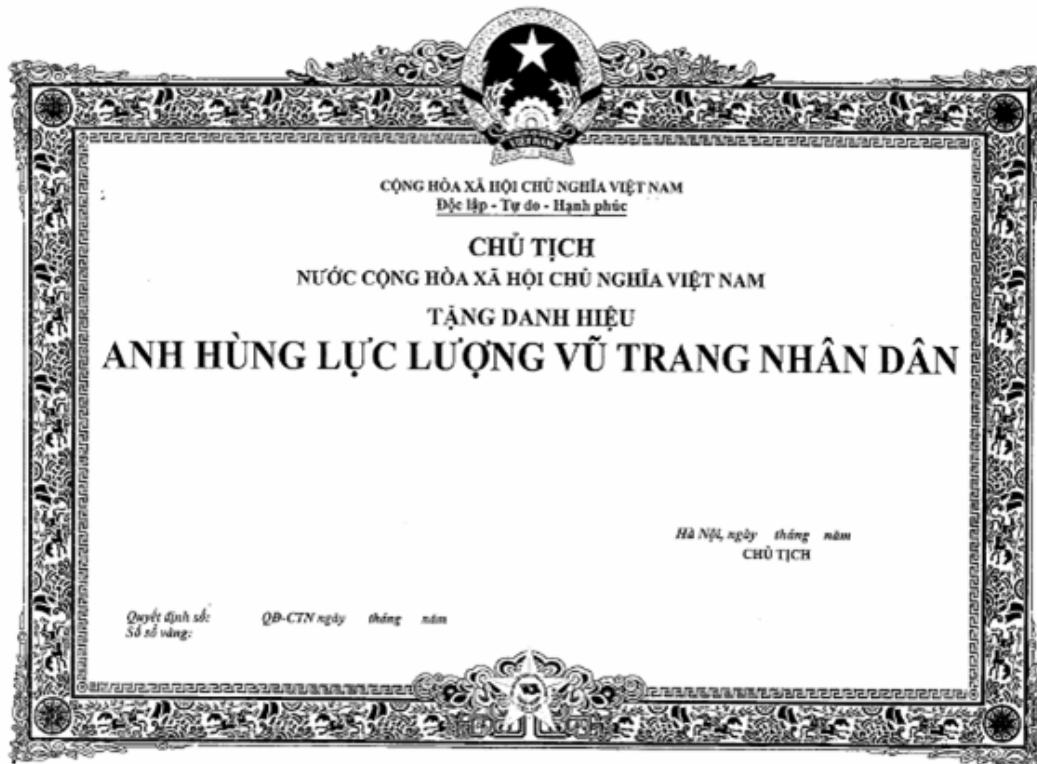 VIỆT NAM
CỘNG HÒA XÃ HỘI CHỦ NGHĨA VIỆT NAM
Độc lập - Tự do - Hạnh phúc
CHỦ TỊCH
NƯỚC CỘNG HÒA XÃ HỘI CHỦ NGHĨA VIỆT NAM
TẶNG DANH HIỆU
ANH HÙNG LỰC LƯỢNG VŨ TRANG NHÂN DÂN
Hà Nội, ngày tháng năm
CHỦ TỊCH
Quyết định số: QĐ-CTN ngày tháng năm
Số sổ vàng: